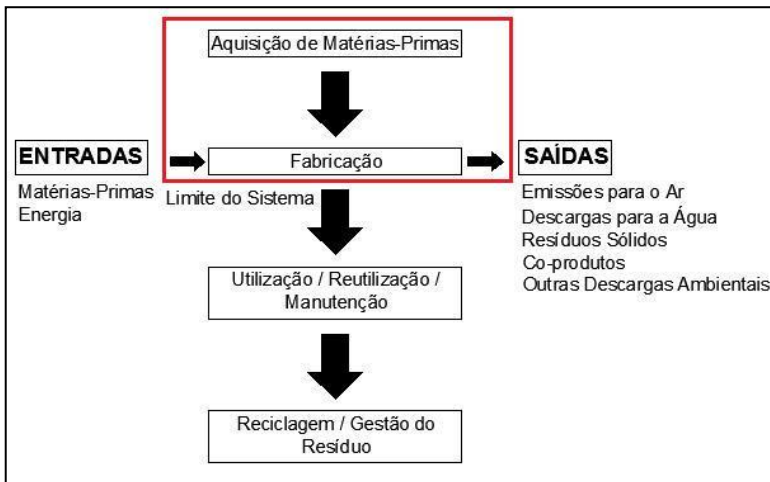 Aquisição de Matérias-Primas
ENTRADAS
Matérias-Primas
Energia
Fabricação
Limite do Sistema
SAÍDAS
Emissões para o Ar
Descargas para a Água
Resíduos Sólidos
Co-produtos
Outras Descargas Ambientais
Utilização / Reutilização /
Manutenção
Reciclagem / Gestão do
Resíduo